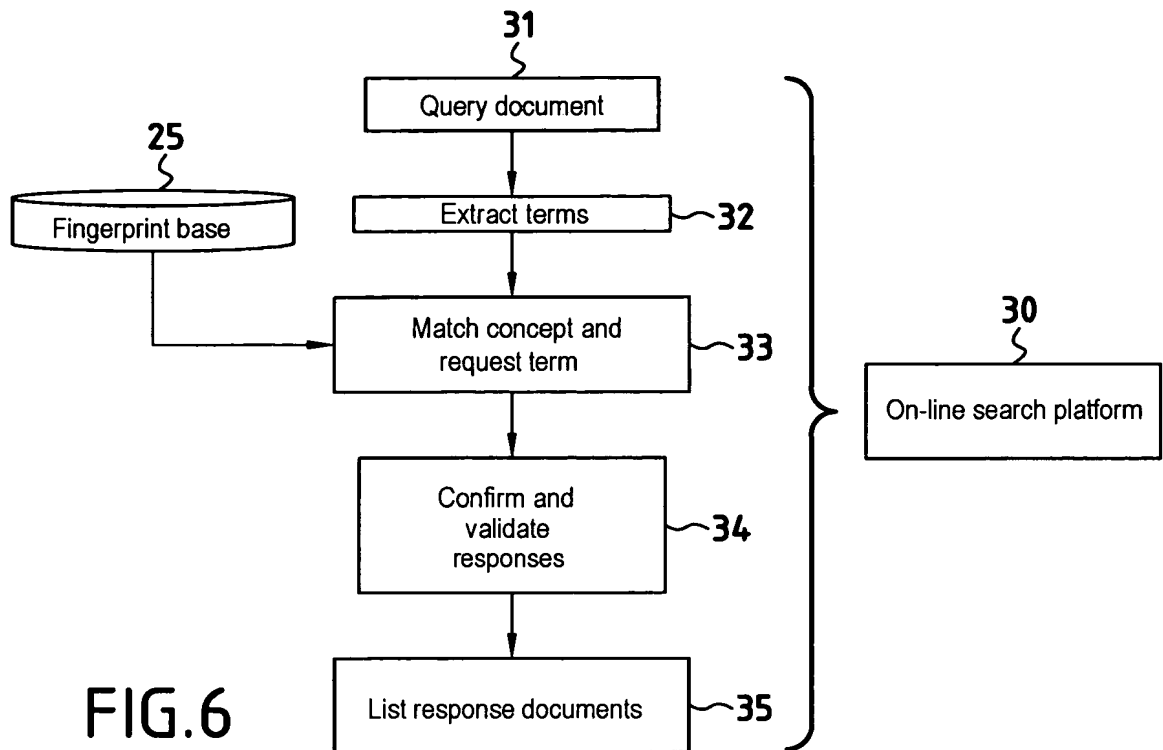 31
Query document
25
Fingerprint base
Extract terms
32
Match concept and
request term
33
30
On-line search platform
Confirm and
validate
responses
34
List response documents
35
FIG.6